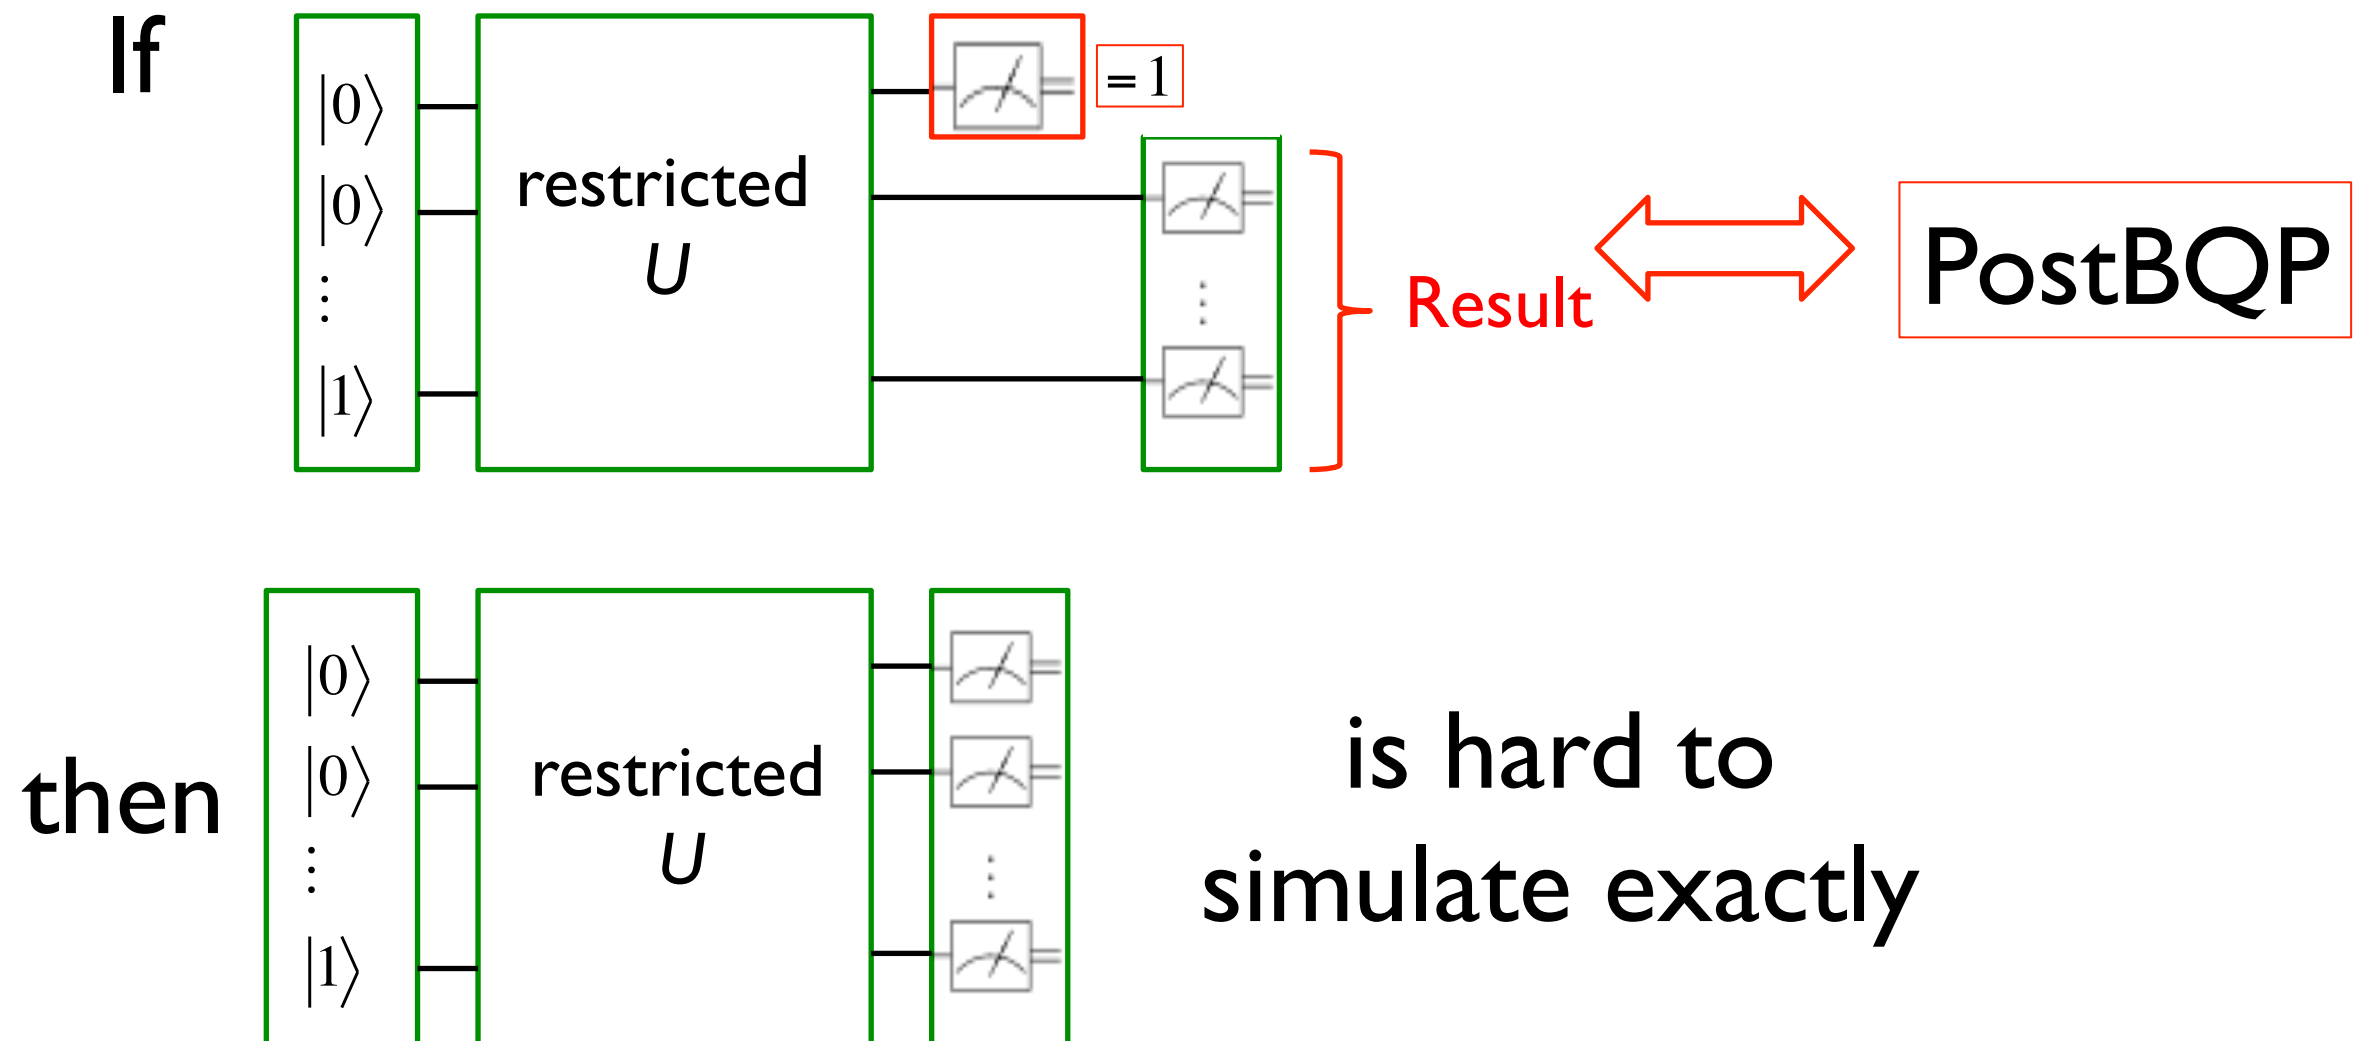 If
|0⟩
= 1
|0⟩
restricted
U
⋮
⋮
|1⟩
Result
PostBQP
then
|0⟩
|0⟩
restricted
U
⋮
⋮
|1⟩
is hard to
simulate exactly